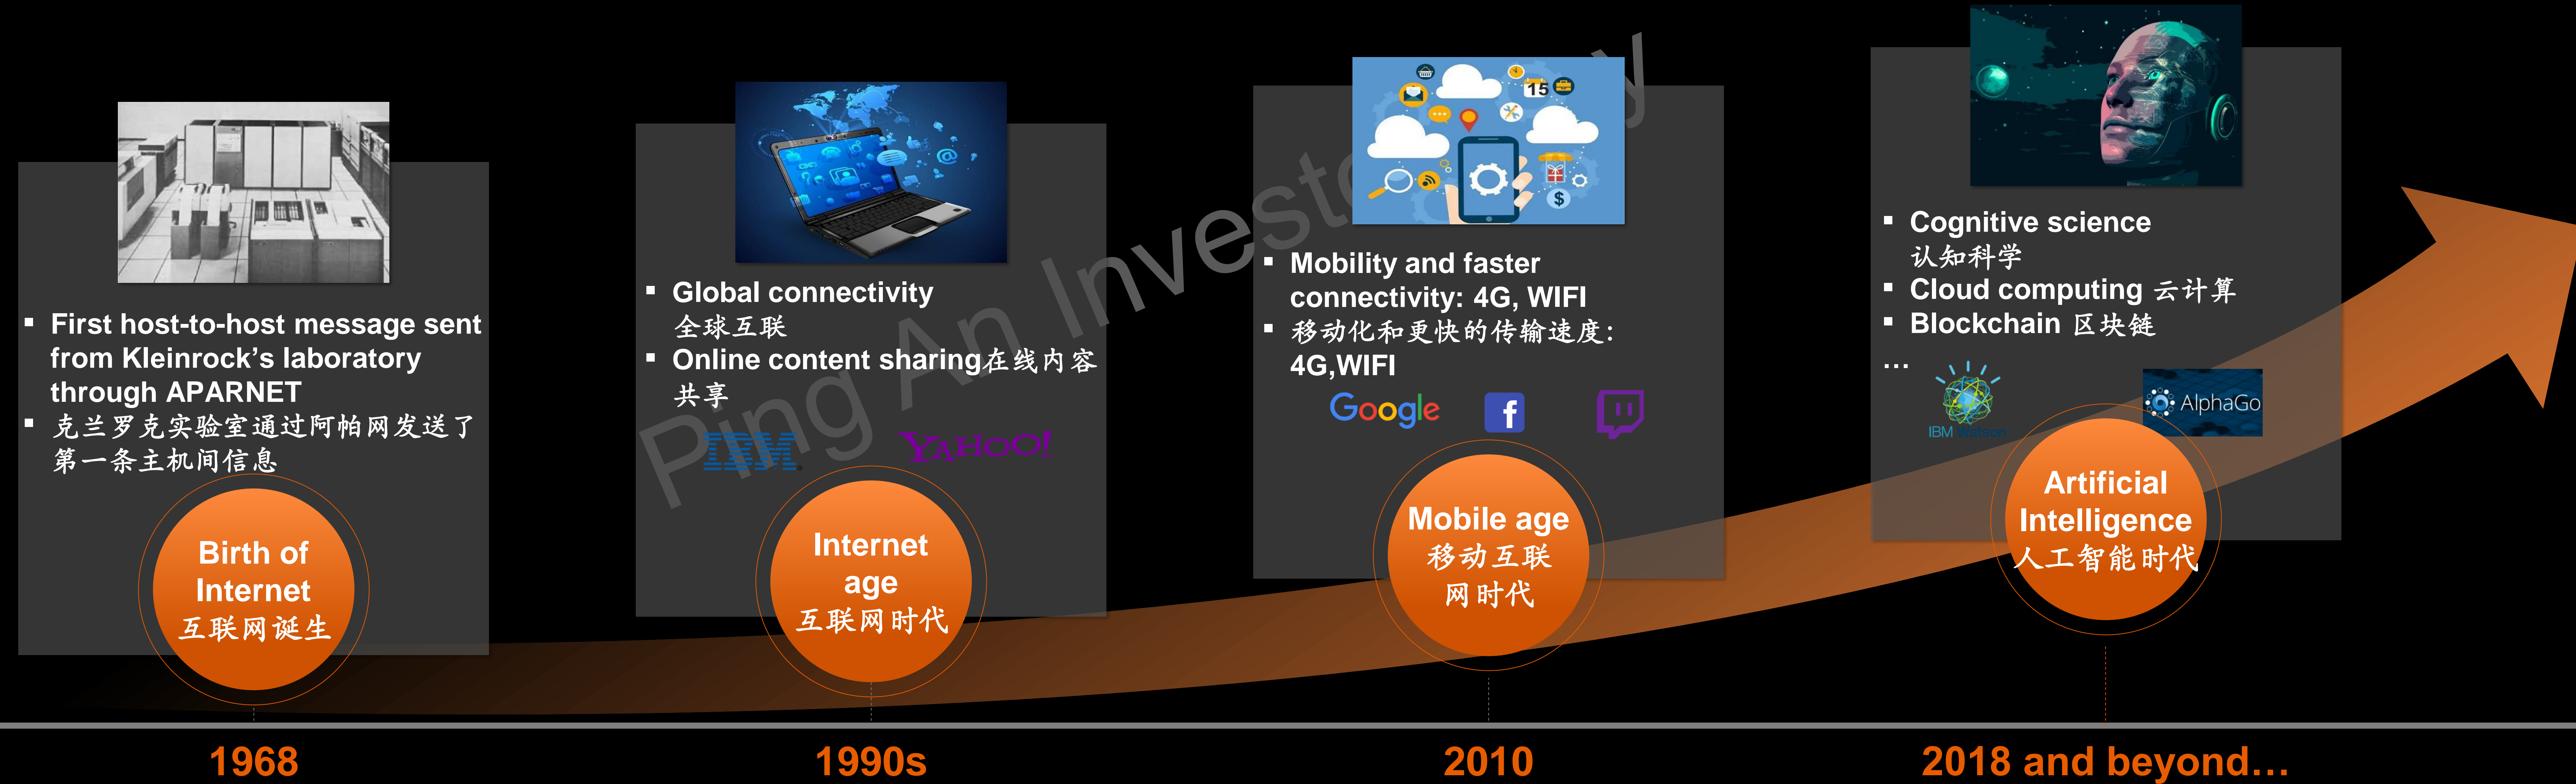 First host-to-host message sent
from Kleinrock's laboratory
through APARNET
克兰罗克实验室通过阿帕网发送了
第一条主机间信息
Birth of
Internet
互联网诞生
1968
Global connectivity
全球互联
Online content sharing在线内容
共享
IBM
YAHOO!
Internet
age
互联网时代
1990s
15
Mobility and faster
connectivity: 4G, WIFI
移动化和更快的传输速度:
4G,WIFI
Google
f
Mobile age
移动互联
网时代
2010
Cognitive science
认知科学
Cloud computing 云计算
Blockchain 区块链
...
IBM Watson
AlphaGo
Artificial
Intelligence
人工智能时代
2018 and beyond...
Ping An Investor